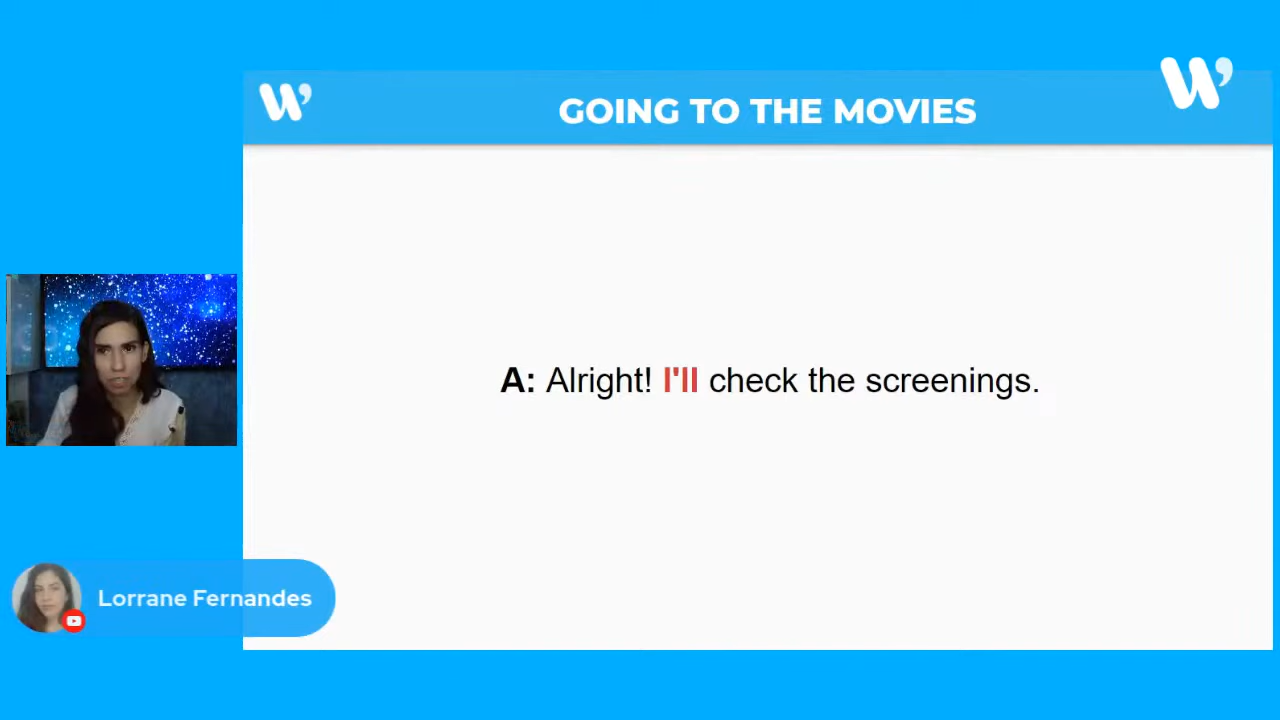 W'
W'
GOING TO THE MOVIES
A: Alright! I'll check the screenings.
Lorrane Fernandes